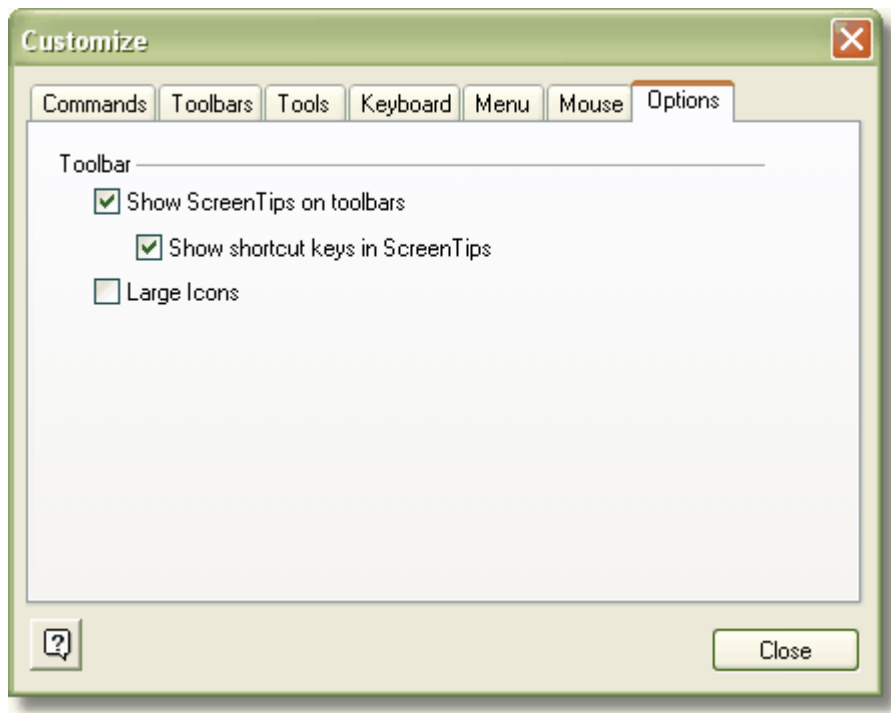 Customize
Commands Toolbars Tools Keyboard Menu Mouse Options
Toolbar
Show ScreenTips on toolbars
Show shortcut keys in ScreenTips
Large Icons
?
Close